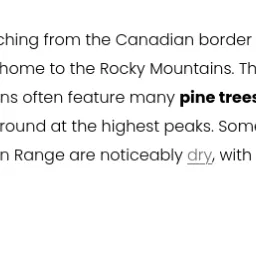 ching from the Canadian border
home to the Rocky Mountains. Th
ns often feature many pine trees
round at the highest peaks. Some
n Range are noticeably dry, with